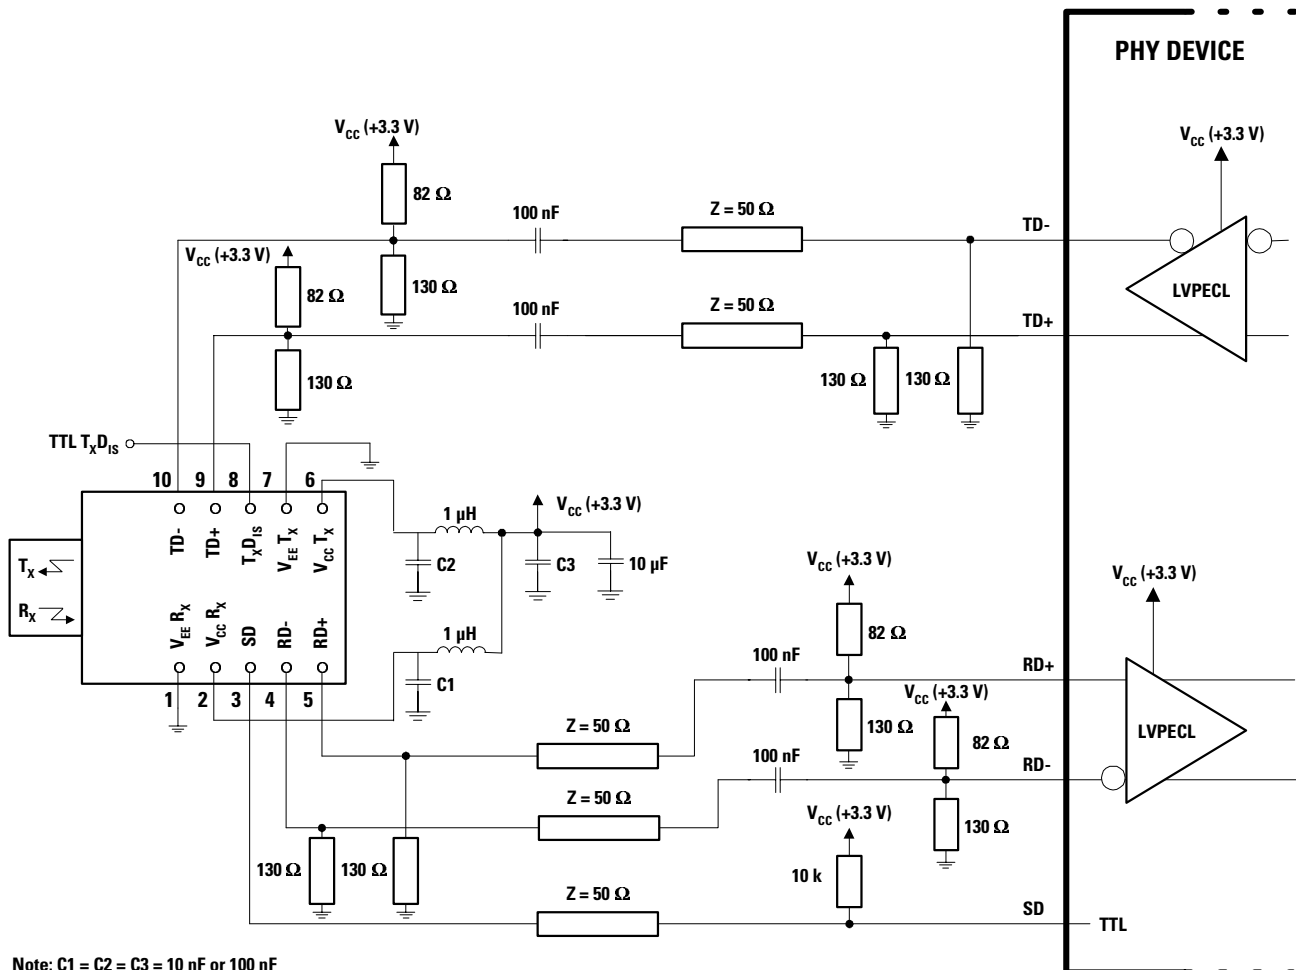 PHY DEVICE
V_CC (+3.3 V)
V_CC (+3.3 V)
82 Ω
100 nF
Z = 50 Ω
TD-
V_CC (+3.3 V)
130 Ω
82 Ω
LVPECL
100 nF
Z = 50 Ω
TD+
130 Ω
130 Ω
130 Ω
TTL T_XD_IS
10 9 8 7 6
TD-
TD+
T_XD_IS
V_EE T_X
V_CC T_X
1 µH
V_CC (+3.3 V)
C2
C3
10 µF
T_X
R_X
V_EE R_X
V_CC R_X
SD
RD-
RD+
1 µH
C1
1 2 3 4 5
V_CC (+3.3 V)
V_CC (+3.3 V)
82 Ω
100 nF
RD+
V_CC (+3.3 V)
130 Ω
82 Ω
LVPECL
Z = 50 Ω
100 nF
RD-
Z = 50 Ω
V_CC (+3.3 V)
130 Ω
130 Ω
130 Ω
10 k
Z = 50 Ω
SD
TTL
Note: C1 = C2 = C3 = 10 nF or 100 nF